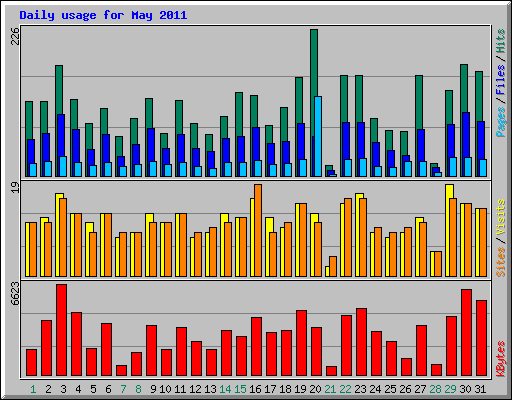 Daily usage for May 2011
226
Pages / Files / Hits
19
Sites / Visits
6623
KBytes
1 2 3 4 5 6 7 8 9 10 11 12 13 14 15 16 17 18 19 20 21 22 23 24 25 26 27 28 29 30 31